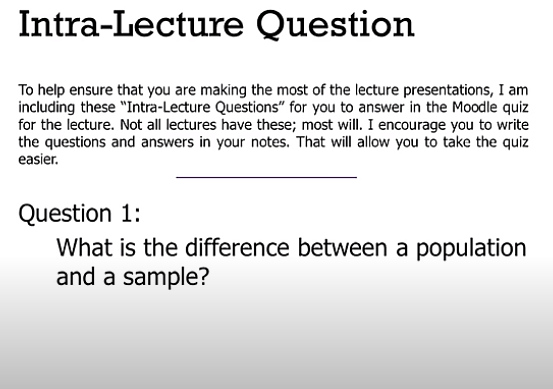 Intra-Lecture Question
To help ensure that you are making the most of the lecture presentations, I am
including these “Intra-Lecture Questions” for you to answer in the Moodle quiz
for the lecture. Not all lectures have these; most will. I encourage you to write
the questions and answers in your notes. That will allow you to take the quiz
easier.
Question 1:
What is the difference between a population
and a sample?